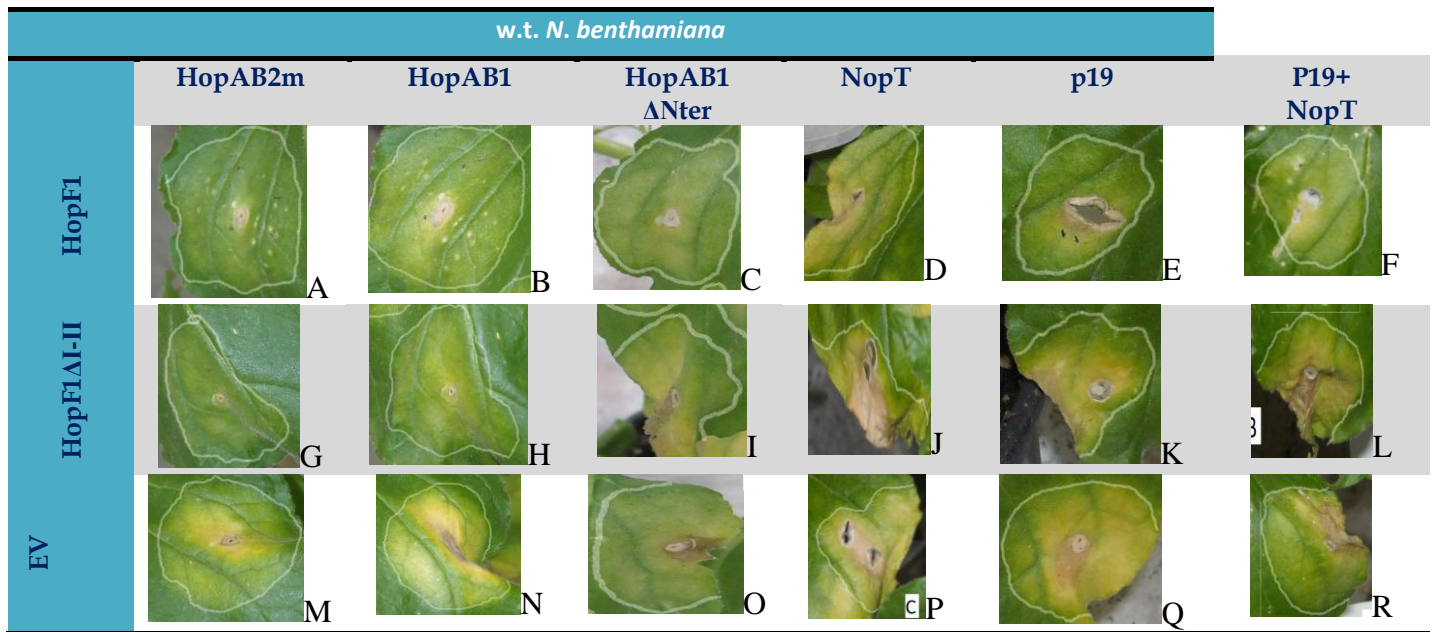 w.t. N. benthamiana
HopAB2m HopAB1 HopAB1 NopT p19 P19+
ΔNter NopT
HopF1
A B C D E F
HopF1ΔI-II
G H I J K L
EV
M N O P Q R
C